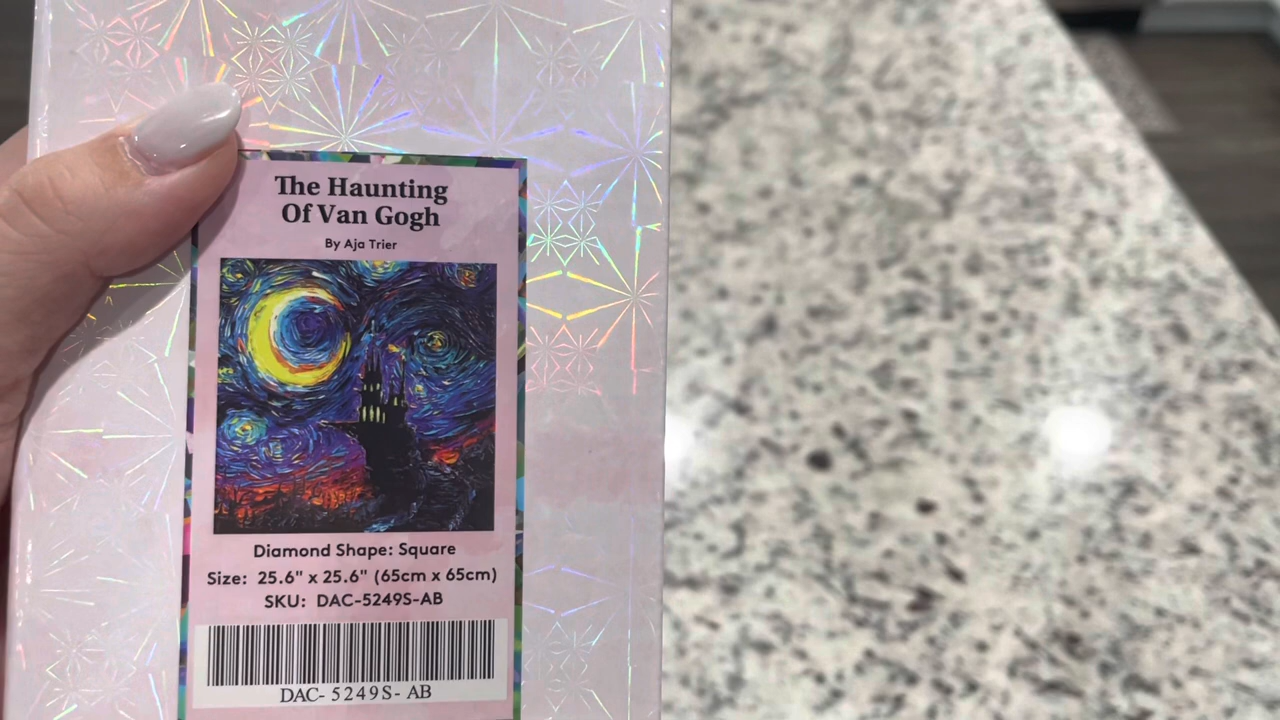 The Haunting
Of Van Gogh
By Aja Trier
Diamond Shape: Square
Size: 25.6" x 25.6" (65cm x 65cm)
SKU: DAC-5249S-AB
DAC- 5249S- AB